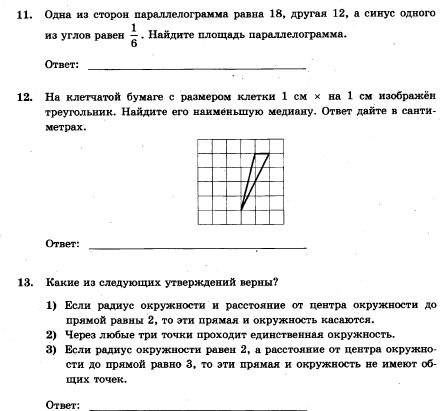 11. Одна из сторон параллелограмма равна 18, другая 12, а синус одного
из углов равен 1/6. Найдите площадь параллелограмма.
Ответ:
12. На клетчатой бумаге с размером клетки 1 см × на 1 см изображён
треугольник. Найдите его наименьшую медиану. Ответ дайте в санти-
метрах.
Ответ:
13. Какие из следующих утверждений верны?
1) Если радиус окружности и расстояние от центра окружности до
прямой равны 2, то эти прямая и окружность касаются.
2) Через любые три точки проходит единственная окружность.
3) Если радиус окружности равен 2, а расстояние от центра окружно-
сти до прямой равно 3, то эти прямая и окружность не имеют об-
щих точек.
Ответ: